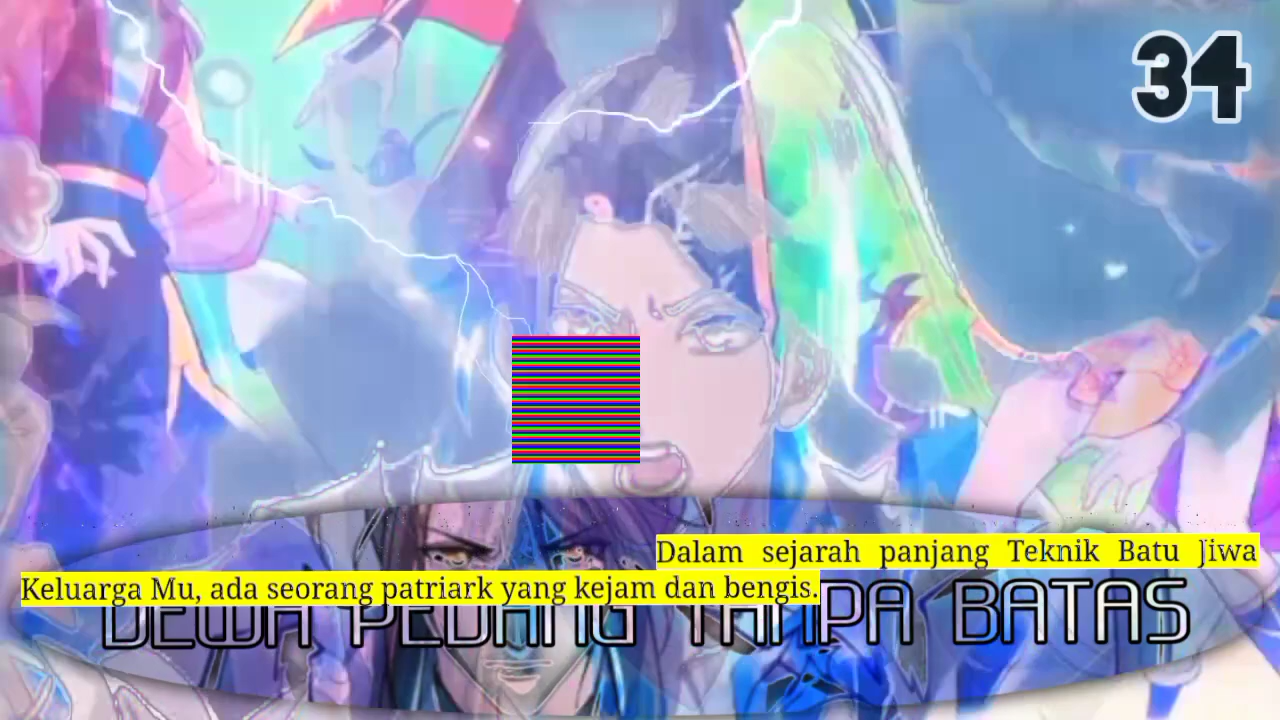 34
Dalam sejarah panjang Teknik Batu Jiwa
Keluarga Mu, ada seorang patriark yang kejam dan bengis.
DEWA PEDANG TANPA BATAS